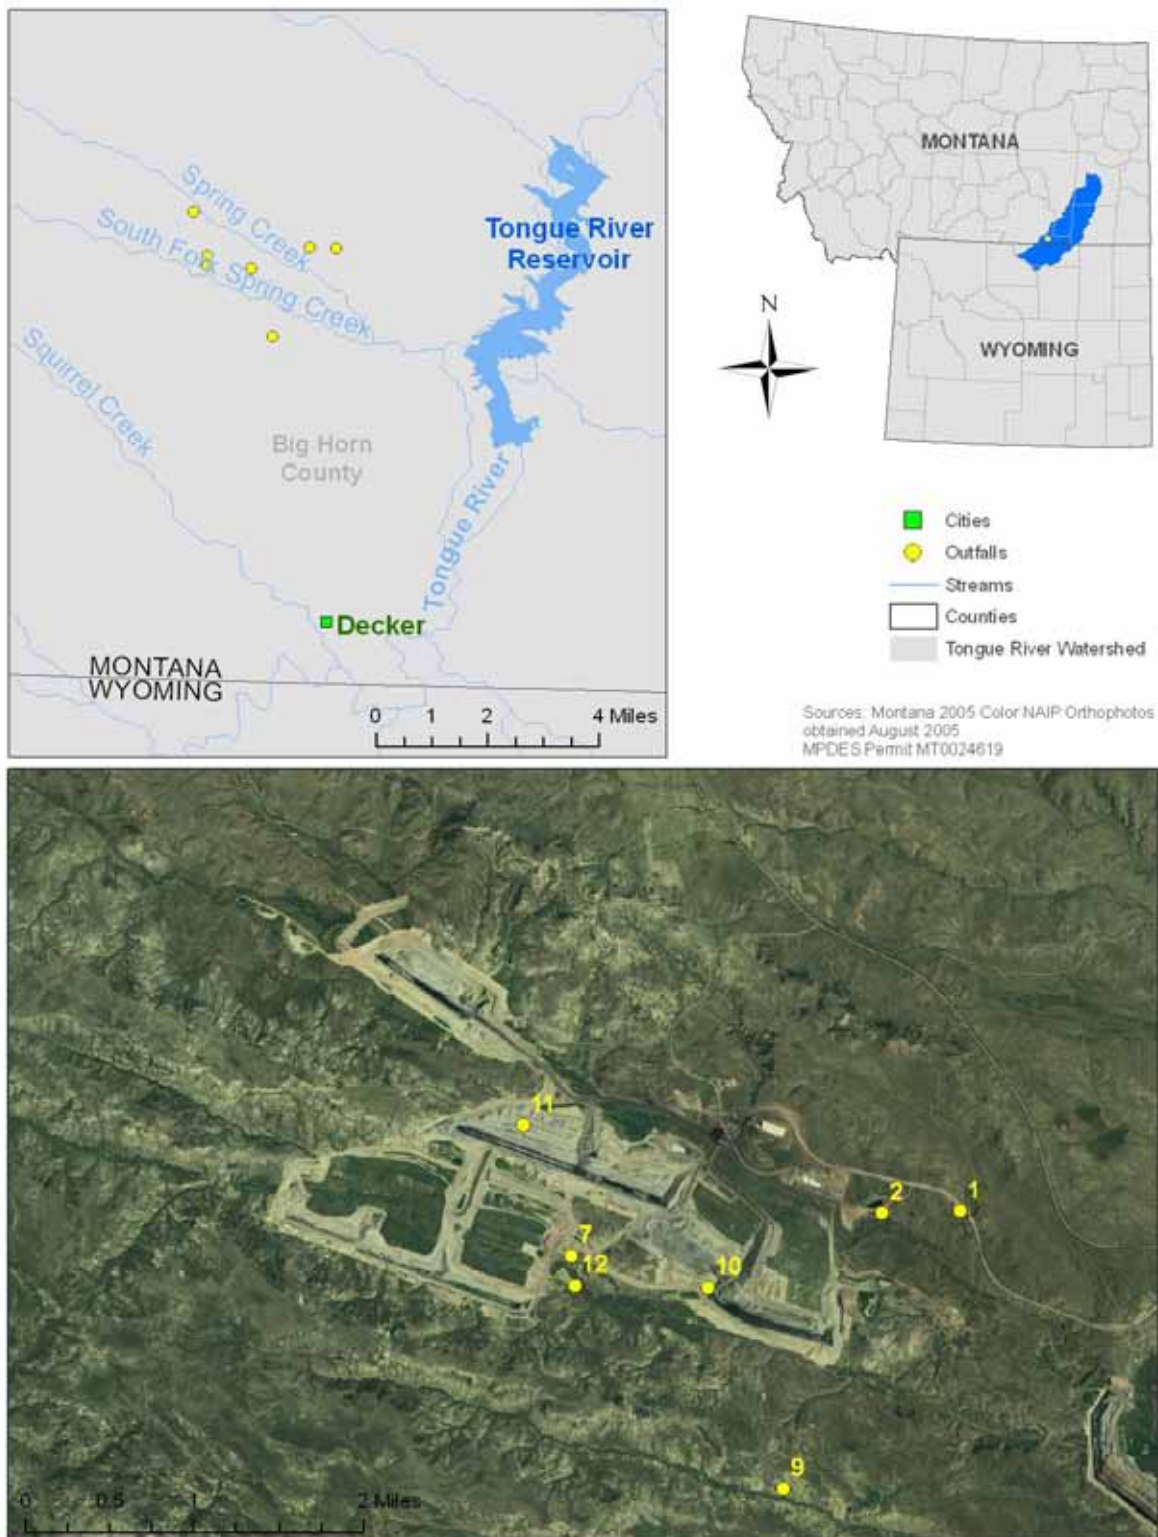 Spring Creek
South Fork Spring Creek
Squirrel Creek
Tongue River
Reservoir
Big Horn
County
Tongue River
Decker
MONTANA
WYOMING
0 1 2 4 Miles
MONTANA
WYOMING
N
Cities
Outfalls
Streams
Counties
Tongue River Watershed
Sources: Montana 2005 Color NAIP Orthophotos
obtained August 2005
MPDES Permit MT0024619
11
2
1
7
12
10
9
0 0.5 1 2 Miles